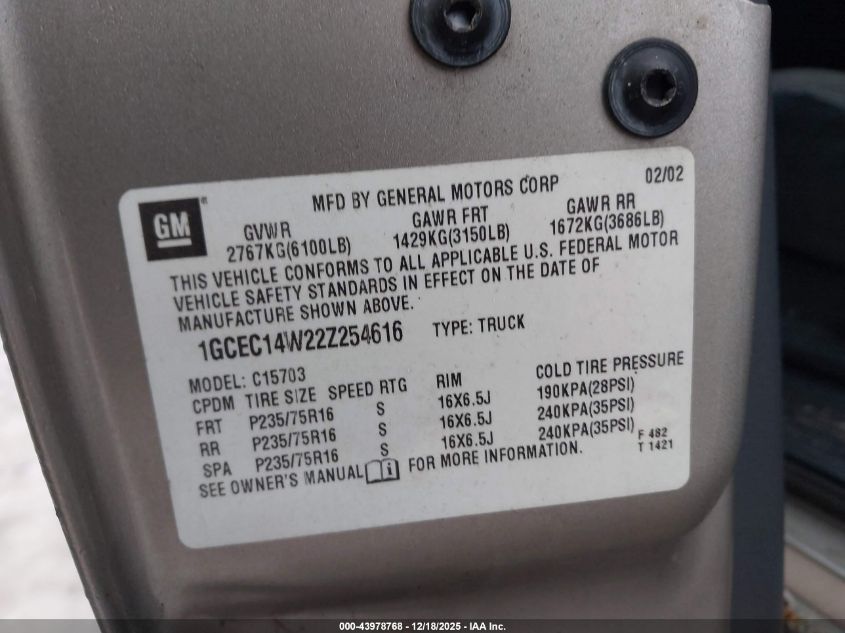 MFD BY GENERAL MOTORS CORP 02/02
GM ®
GVWR GAWR FRT GAWR RR
2767KG(6100LB) 1429KG(3150LB) 1672KG(3686LB)
THIS VEHICLE CONFORMS TO ALL APPLICABLE U.S. FEDERAL MOTOR
VEHICLE SAFETY STANDARDS IN EFFECT ON THE DATE OF
MANUFACTURE SHOWN ABOVE.
1GCEC14W22Z254616 TYPE: TRUCK
MODEL: C15703
CPDM TIRE SIZE SPEED RTG RIM COLD TIRE PRESSURE
FRT P235/75R16 S 16X6.5J 190KPA(28PSI)
RR P235/75R16 S 16X6.5J 240KPA(35PSI)
SPA P235/75R16 S 16X6.5J 240KPA(35PSI)
SEE OWNER'S MANUAL i FOR MORE INFORMATION.
F 482
T 1421
000-43978768 - 12/18/2025 - IAA Inc.